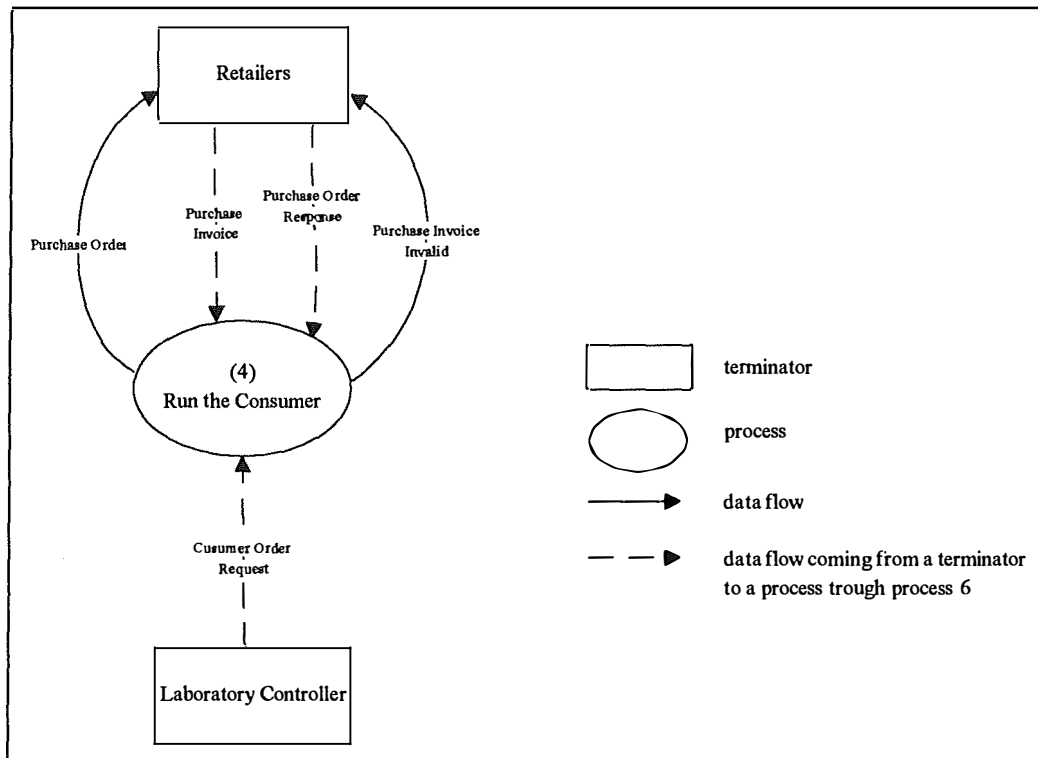 Retailers
Purchase Order
Response
Purchase
Invoice
Purchase Order
Purchase Invoice
Invalid
(4)
Run the Consumer
Cusumer Order
Request
Laboratory Controller
terminator
process
data flow
data flow coming from a terminator
to a process trough process 6